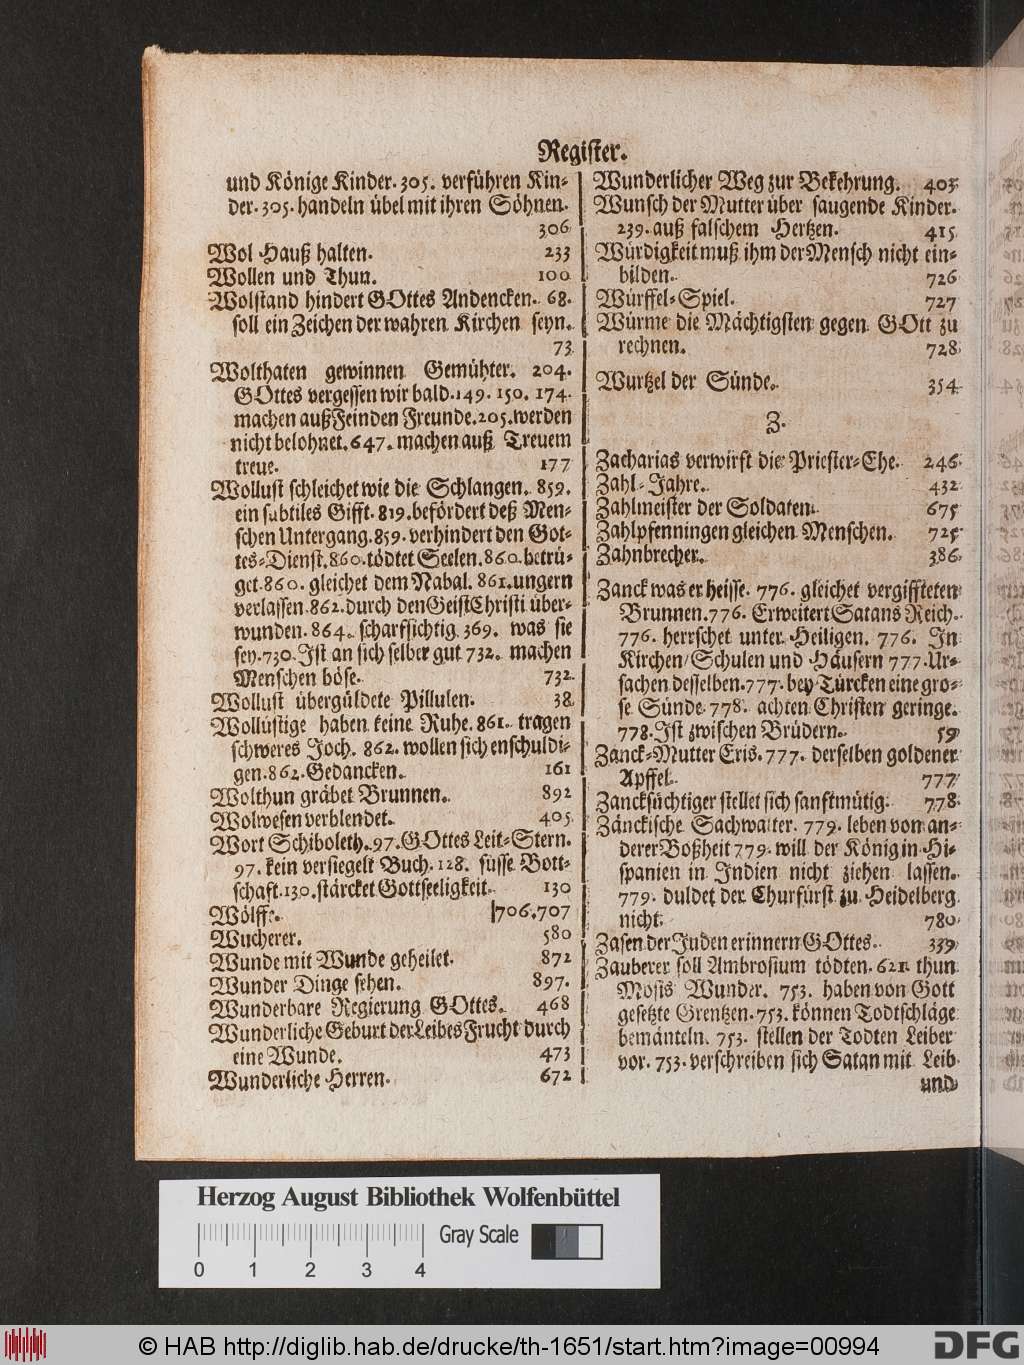 Register.
und Könige Kinder. 305. verführen Kin-
der. 305. handeln übel mit ihren Söhnen.
306
Wol Hauß halten. 233
Wollen und Thun. 100
Wolstand hindert GOttes Andencken. 68.
soll ein Zeichen der wahren Kirchen seyn.
73
Wolthaten gewinnen Gemühter. 204.
GOttes vergessen wir bald. 149. 150. 174.
machen auß Feinden Freunde. 205. werden
nicht belohnet. 647. machen auß Treuem
treue. 177
Wollust schleichet wie die Schlangen. 859.
ein subtiles Gifft. 819. befördert deß Men-
schen Untergang. 859. verhindert den Got-
tes-Dienst. 860. tödtet Seelen. 860. betrü-
get. 860. gleichet dem Nabal. 861. ungern
verlassen. 862. durch den Geist Christi über-
wunden. 864. scharfsichtig. 369. was sie
sey. 730. Ist an sich selber gut 732. machen
Menschen böse. 732
Wollust übergüldete Pillulen. 38
Wollüstige haben keine Ruhe. 861. tragen
schweres Joch. 862. wollen sich enschuldi-
gen. 862. Gedancken. 161
Wolthun gräbet Brunnen. 892
Wolwesen verblendet. 405
Wort Schiboleth. 97. GOttes Leit-Stern.
97. kein versiegelt Buch. 128. süsse Bott-
schaft. 130. stärcket Gottseeligkeit. 130
Wölffe. 706. 707
Wucherer. 580
Wunde mit Wunde geheilet. 872
Wunder Dinge sehen. 897.
Wunderbare Regierung GOttes. 468
Wunderliche Geburt der Leibes Frucht durch
eine Wunde. 473
Wunderliche Herren. 672
Wunderlicher Weg zur Bekehrung. 403
Wunsch der Mutter über saugende Kinder.
239. auß falschem Hertzen. 415
Würdigkeit muß ihm der Mensch nicht ein-
bilden. 726
Würffel-Spiel. 727
Würme die Mächtigsten gegen GOtt zu
rechnen. 728
Wurtzel der Sünde. 354
Z.
Zacharias verwirft die Priester-Ehe. 246
Zahl-Jahre. 432
Zahlmeister der Soldaten. 675
Zahlpfenningen gleichen Menschen. 725
Zahnbrecher. 386
Zanck was er heisse. 776. gleichet vergiffteten
Brunnen. 776. Erweitert Satans Reich.
776. herrschet unter Heiligen. 776. In
Kirchen/ Schulen und Häusern 777. Ur-
sachen desselben. 777. bey Türcken eine gros-
se Sünde. 778. achten Christen geringe.
778. Ist zwischen Brüdern. 59
Zanck-Mutter Eris. 777. derselben goldener
Apffel. 777
Zancksüchtiger stellet sich sanftmütig. 778
Zänckische Sachwalter. 779. leben von an-
derer Boßheit 779. will der König in Hi-
spanien in Indien nicht ziehen lassen.
779. duldet der Churfürst zu Heidelberg
nicht. 780
Zasen der Juden erinnern GOttes. 339
Zauberer soll Ambrosium tödten. 621. thun
Mosis Wunder. 753. haben von Gott
gesetzte Grentzen. 753. können Todtschläge
bemänteln. 753. stellen der Todten Leiber
vor. 753. verschreiben sich Satan mit Leib
und
Herzog August Bibliothek Wolfenbüttel
Gray Scale
0 1 2 3 4
© HAB http://diglib.hab.de/drucke/th-1651/start.htm?image=00994
DFG